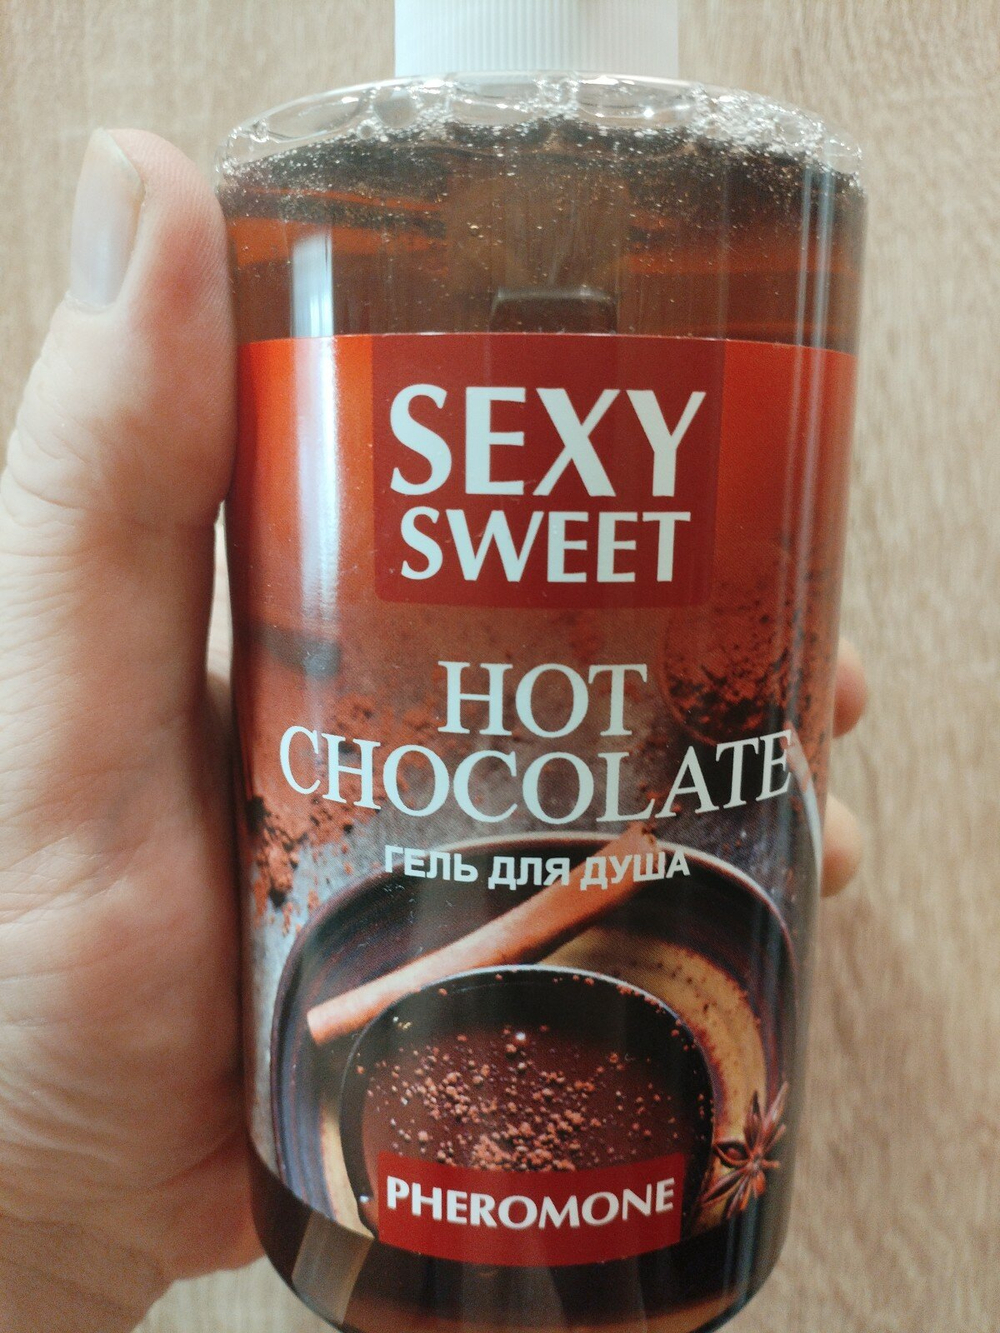 SEXY
SWEET
HOT
CHOCOLATE
ГЕЛЬ ДЛЯ ДУША
PHEROMONE